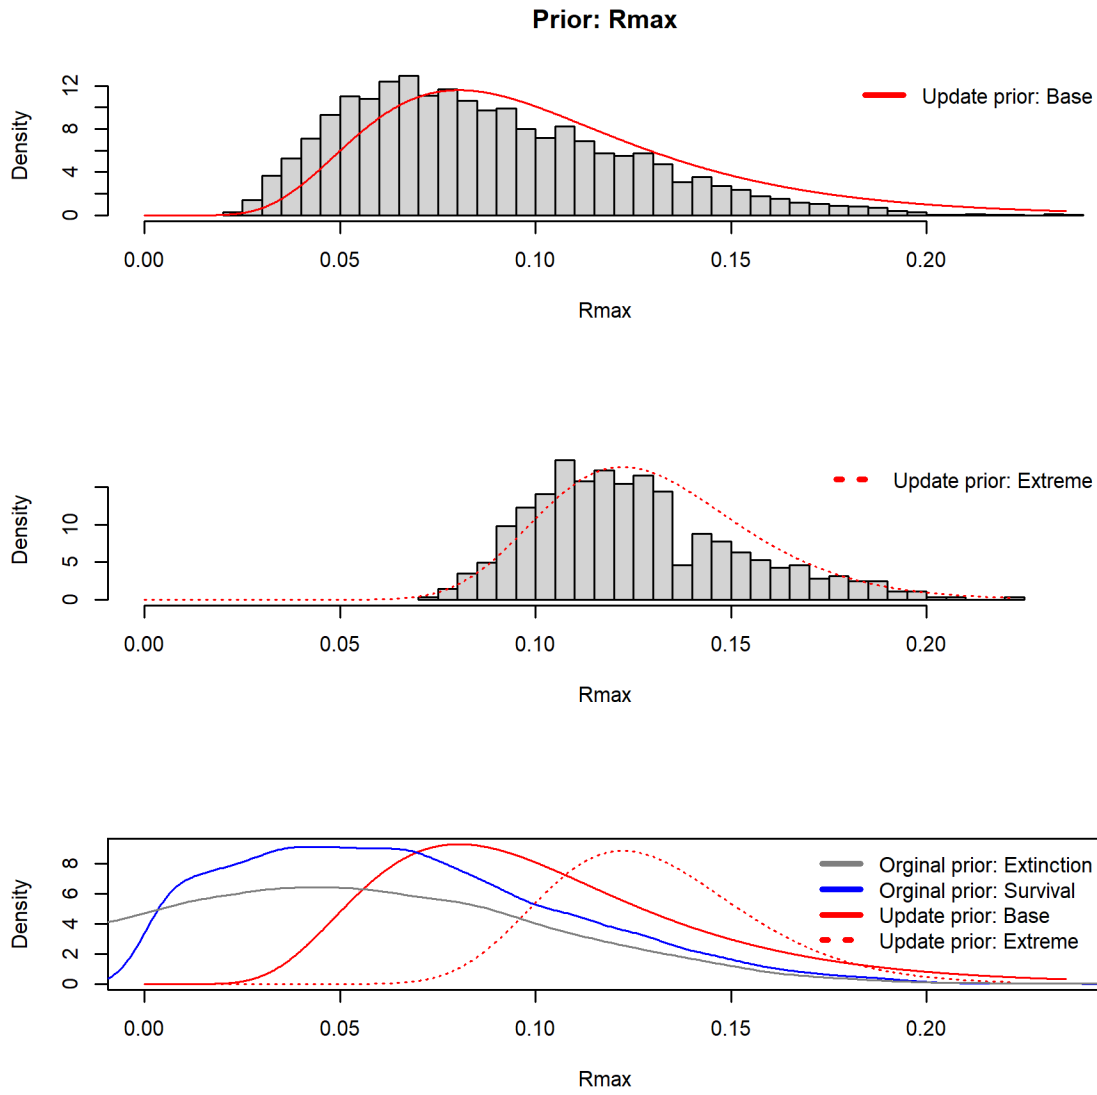 Prior: Rmax
Density
12
8
4
0
Update prior: Base
0.00 0.05 0.10 0.15 0.20
Rmax
Density
10
5
0
Update prior: Extreme
0.00 0.05 0.10 0.15 0.20
Rmax
Density
8
6
4
2
0
Orginal prior: Extinction
Orginal prior: Survival
Update prior: Base
Update prior: Extreme
0.00 0.05 0.10 0.15 0.20
Rmax